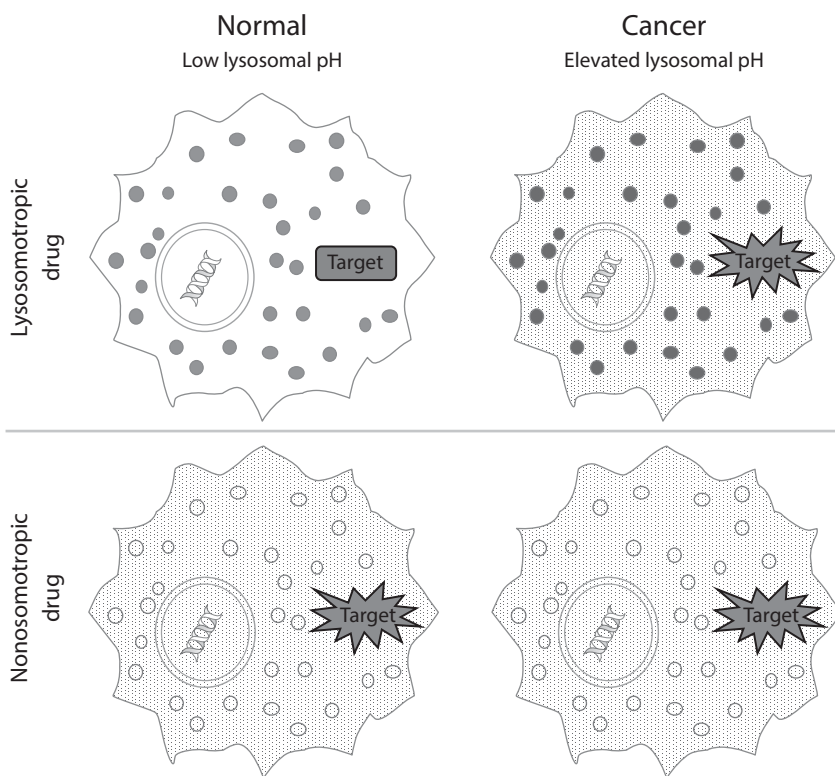 Normal
Low lysosomal pH
Cancer
Elevated lysosomal pH
Lysosomotropic
drug
Target
Target
Nonosomotropic
drug
Target
Target